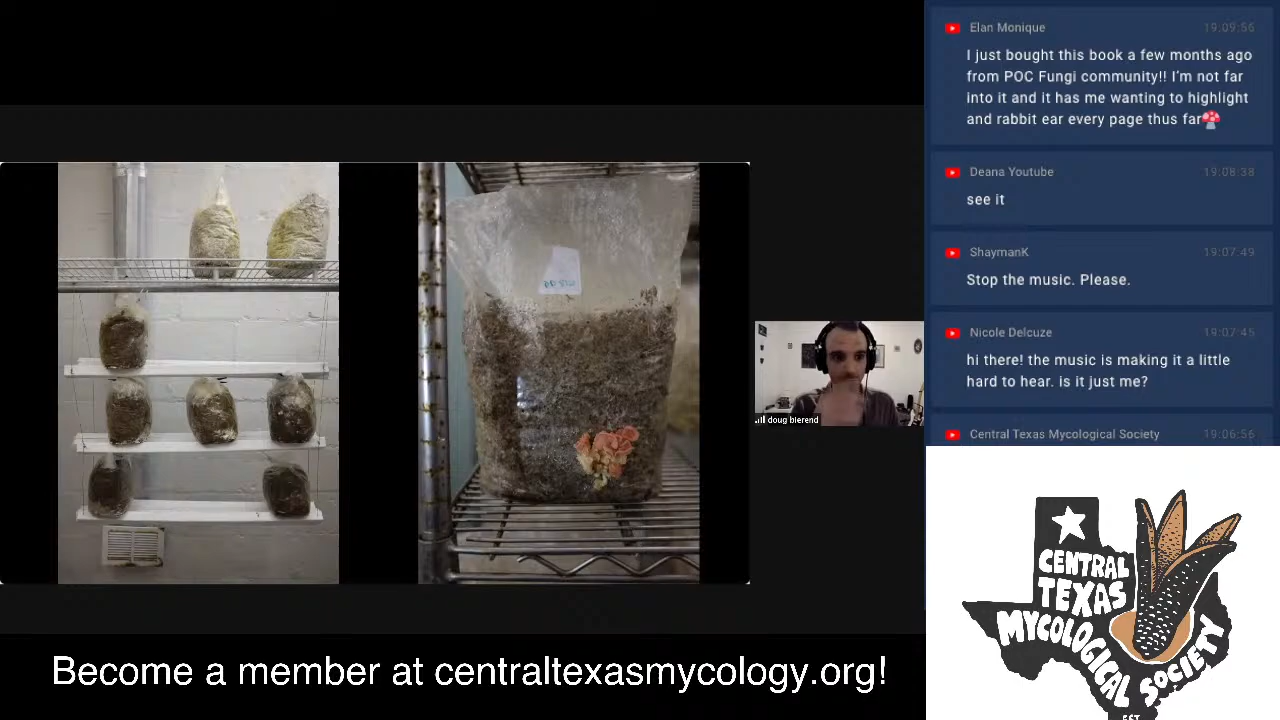 doug bierend
Become a member at centraltexasmycology.org!
Elan Monique
19:09:56
I just bought this book a few months ago
from POC Fungi community!! I'm not far
into it and it has me wanting to highlight
and rabbit ear every page thus far🍄
Deana Youtube
19:08:38
see it
ShaymanK
19:07:49
Stop the music. Please.
Nicole Delcuze
19:07:45
hi there! the music is making it a little
hard to hear. is it just me?
Central Texas Mycological Society
19:06:56
CENTRAL
TEXAS
MYCOLOGICAL SOCIETY
EST